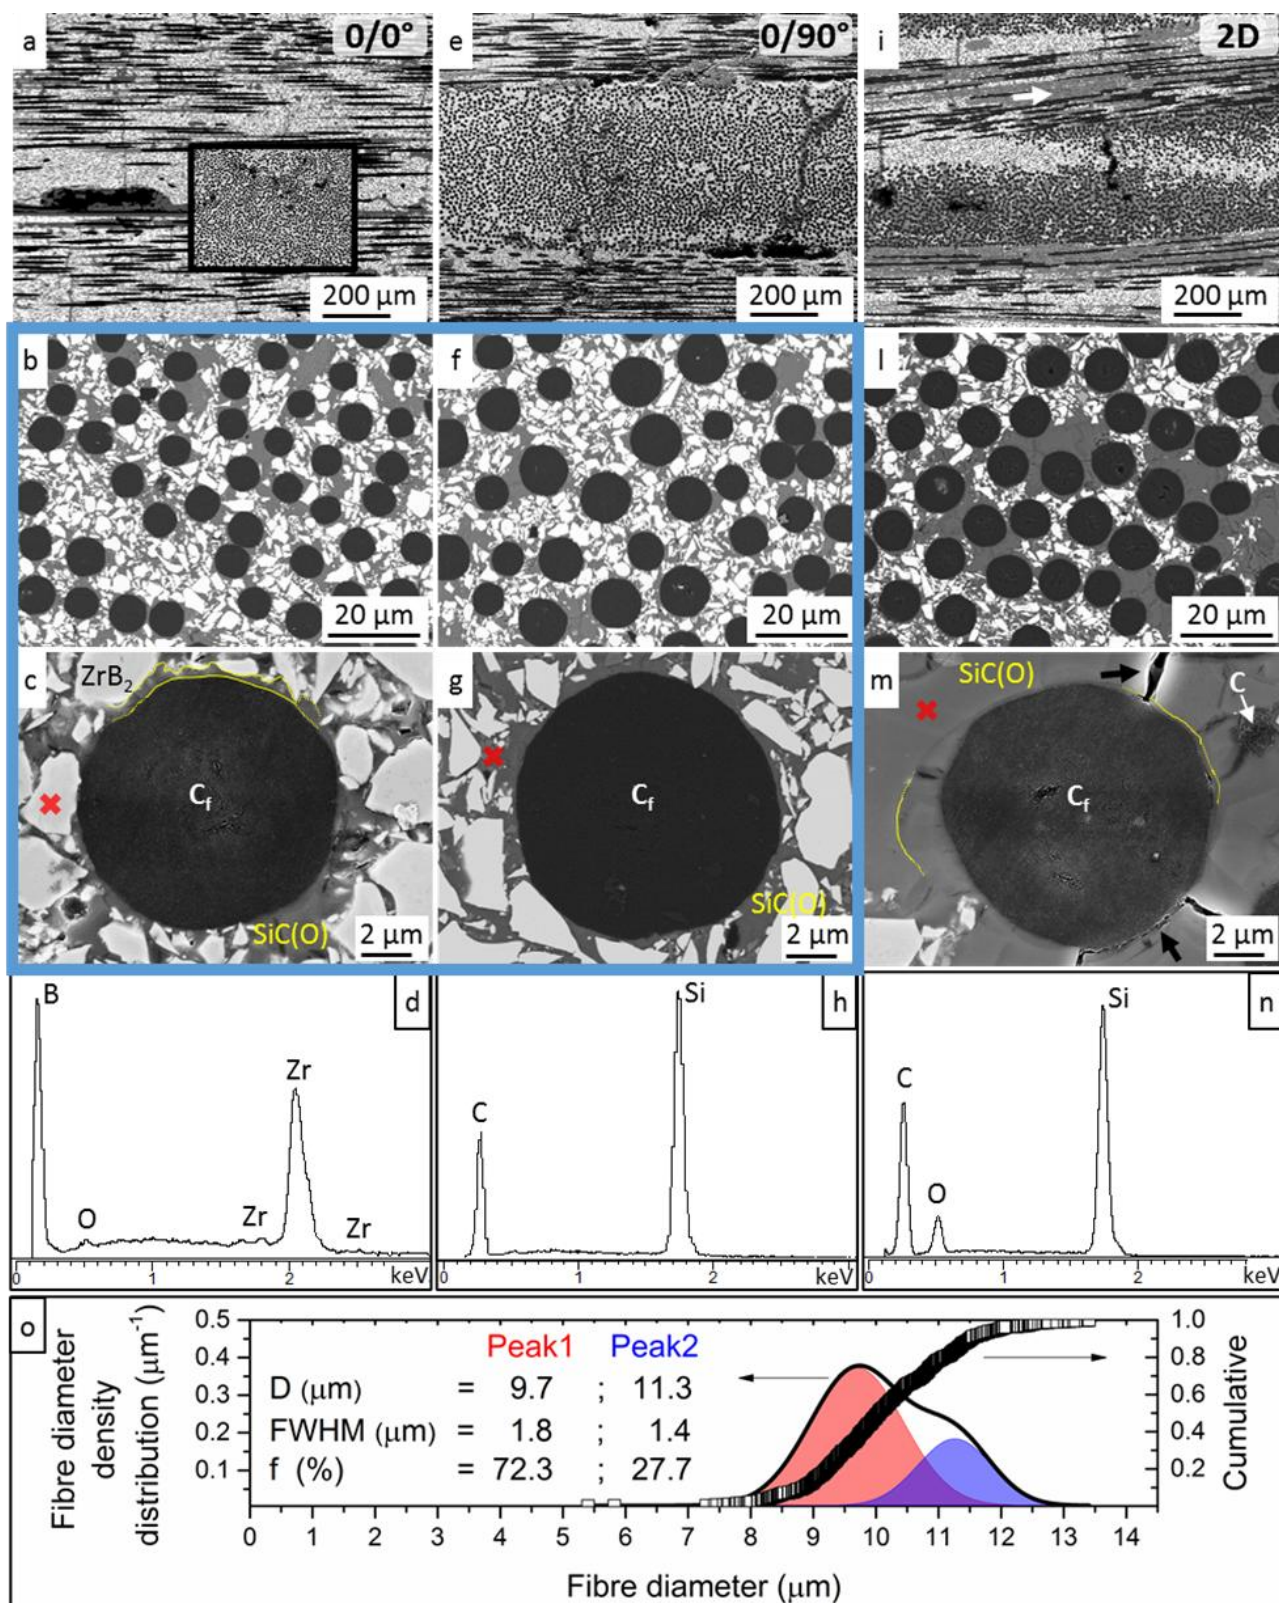 a
0/0°
e
0/90°
i
2D
200 µm
200 µm
200 µm
b
f
l
20 µm
20 µm
20 µm
c
ZrB₂
g
m
SiC(O)
C
C_f
C_f
C_f
SiC(O)
2 µm
SiC(O)
2 µm
2 µm
B
d
Zr
O
Zr
Zr
0 1 2 keV
Si
h
C
0 1 2 keV
Si
n
C
O
0 1 2 keV
o
Fibre diameter
density
distribution (µm⁻¹)
0.5
0.4
0.3
0.2
0.1
Peak1 Peak2
D (µm) = 9.7 ; 11.3
FWHM (µm) = 1.8 ; 1.4
f (%) = 72.3 ; 27.7
1.0
0.8
0.6
0.4
0.2
Cumulative
0 1 2 3 4 5 6 7 8 9 10 11 12 13 14
Fibre diameter (µm)